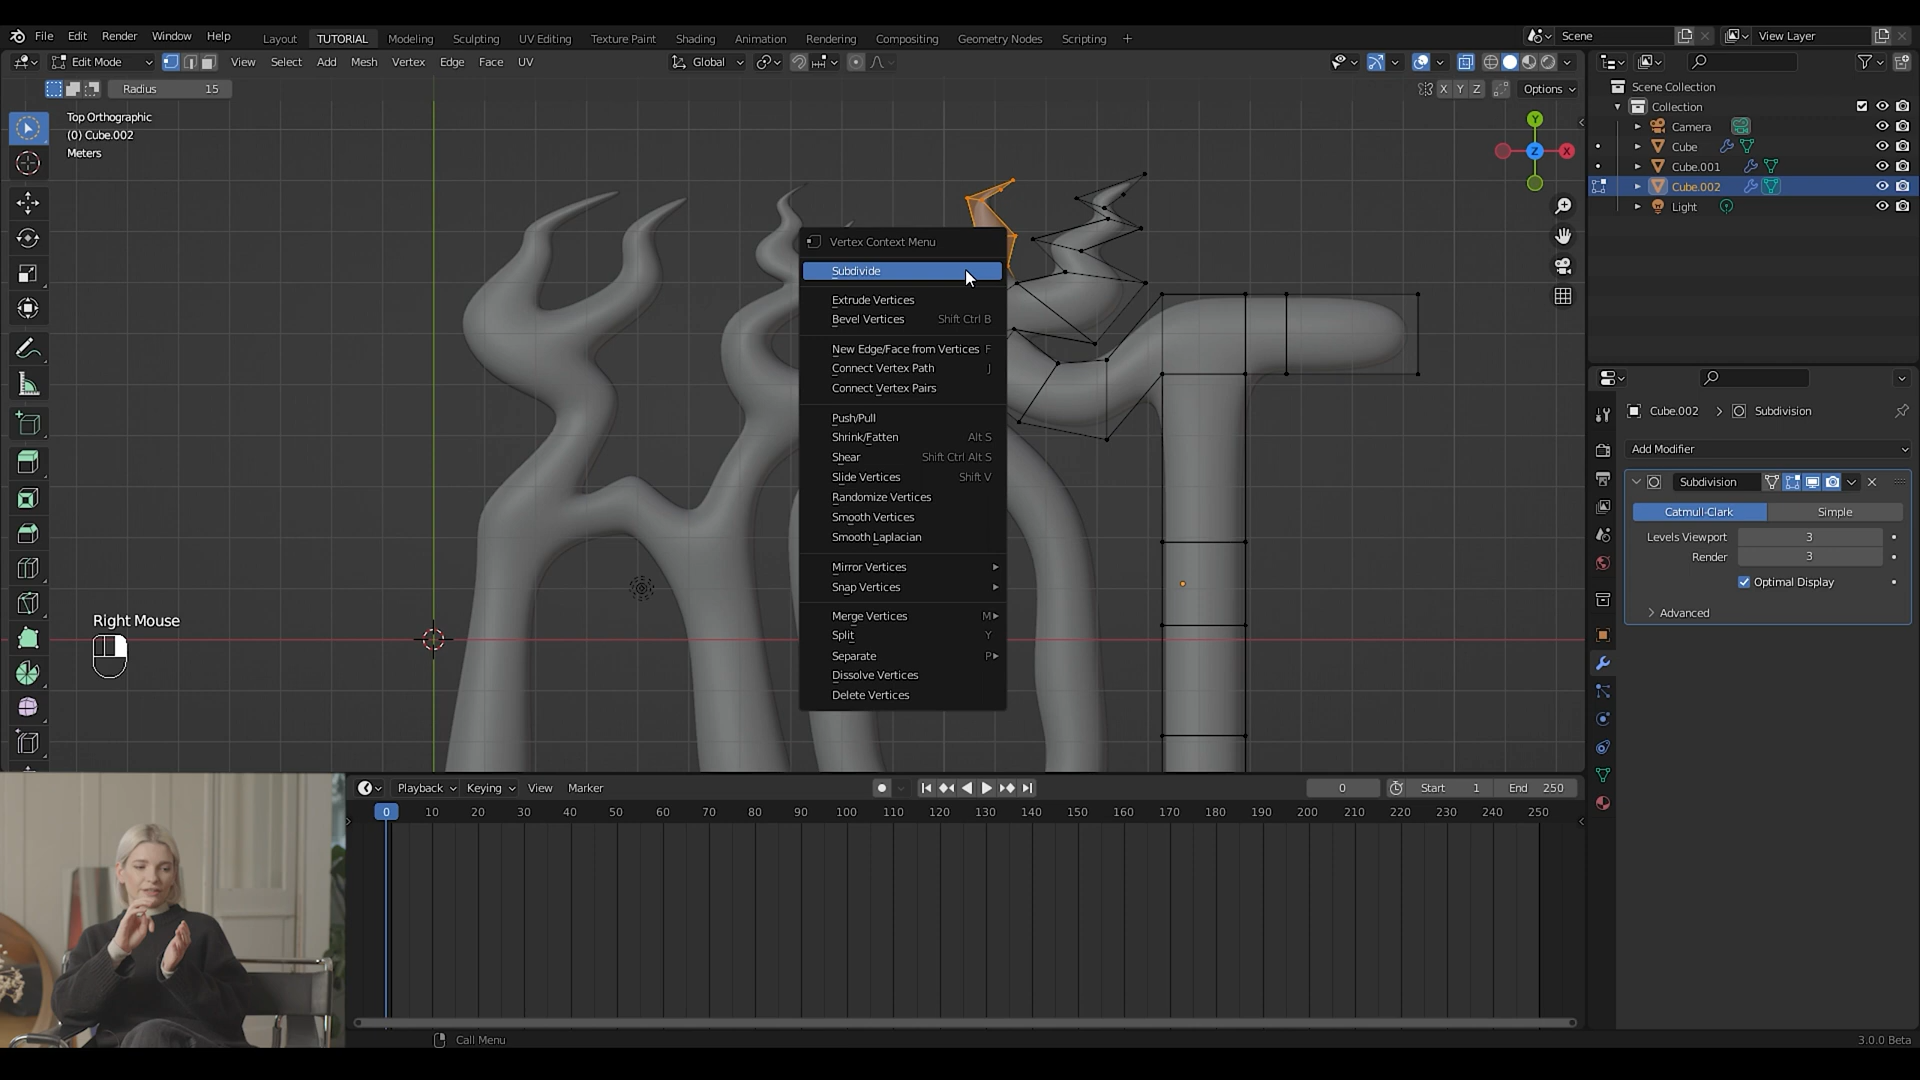 File Edit Render Window Help Layout TUTORIAL Modeling Sculpting UV Editing Texture Paint Shading Animation Rendering Compositing Geometry Nodes Scripting + Scene View Layer
Edit Mode View Select Add Mesh Vertex Edge Face UV Global
Radius 15 X Y Z Options
Top Orthographic
(0) Cube.002
Meters
Y
Z
X
Scene Collection
Collection
Camera
Cube
Cube.001
Cube.002
Light
Vertex Context Menu
Subdivide
Extrude Vertices
Bevel Vertices Shift Ctrl B
New Edge/Face from Vertices F
Connect Vertex Path J
Connect Vertex Pairs
Push/Pull
Shrink/Fatten Alt S
Shear Shift Ctrl Alt S
Slide Vertices Shift V
Randomize Vertices
Smooth Vertices
Smooth Laplacian
Mirror Vertices
Snap Vertices
Merge Vertices M
Split Y
Separate P
Dissolve Vertices
Delete Vertices
Right Mouse
Cube.002 > Subdivision
Add Modifier
Subdivision
Catmull-Clark Simple
Levels Viewport 3
Render 3
Optimal Display
Advanced
Playback Keying View Marker 0 Start 1 End 250
0 10 20 30 40 50 60 70 80 90 100 110 120 130 140 150 160 170 180 190 200 210 220 230 240 250
Call Menu 3.0.0 Beta